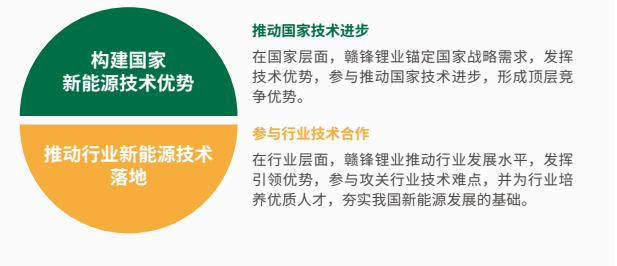 构建国家
新能源技术优势
推动国家技术进步
在国家层面，赣锋锂业锚定国家战略需求，发挥
技术优势，参与推动国家技术进步，形成顶层竞
争优势。
推动行业新能源技术
落地
参与行业技术合作
在行业层面，赣锋锂业推动行业发展水平，发挥
引领优势，参与攻关行业技术难点，并为行业培
养优质人才，夯实我国新能源发展的基础。